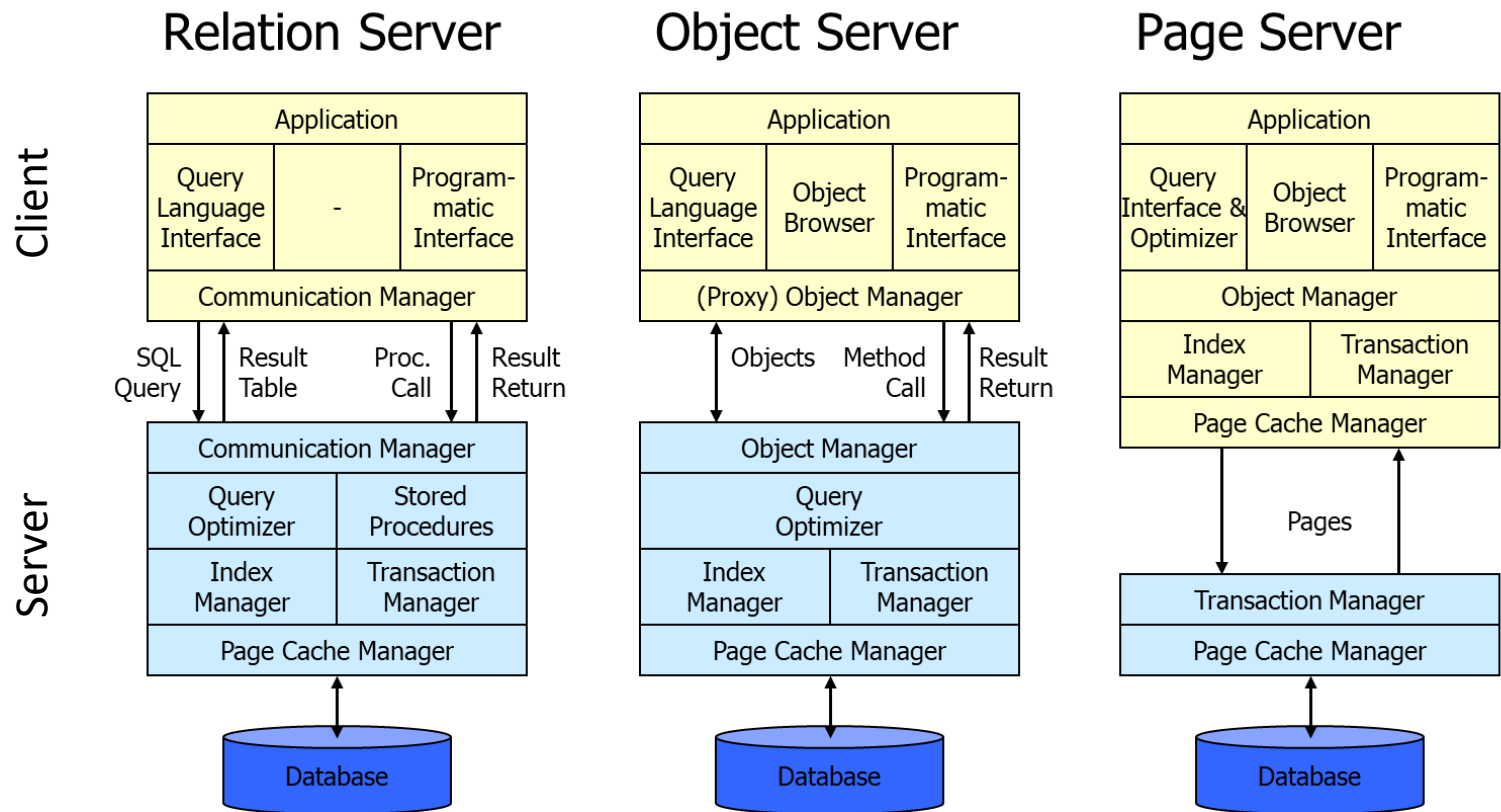 Relation Server
Object Server
Page Server
Client
Server
Application
Query
Language
Interface
-
Program-
matic
Interface
Communication Manager
SQL
Query
Result
Table
Proc.
Call
Result
Return
Communication Manager
Query
Optimizer
Stored
Procedures
Index
Manager
Transaction
Manager
Page Cache Manager
Database
Application
Query
Language
Interface
Object
Browser
Program-
matic
Interface
(Proxy) Object Manager
Objects
Method
Call
Result
Return
Object Manager
Query
Optimizer
Index
Manager
Transaction
Manager
Page Cache Manager
Database
Application
Query
Interface &
Optimizer
Object
Browser
Program-
matic
Interface
Object Manager
Index
Manager
Transaction
Manager
Page Cache Manager
Pages
Transaction Manager
Page Cache Manager
Database